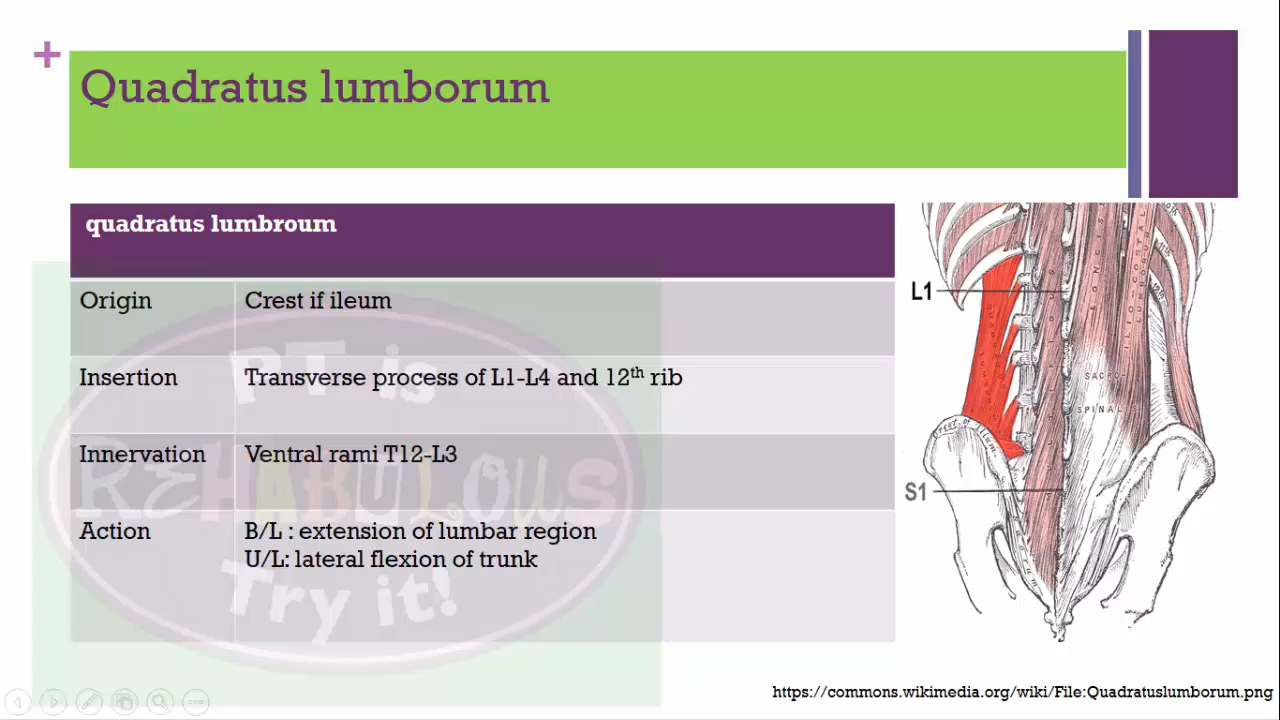 +
Quadratus lumborum
quadratus lumbroum
Origin Crest if ileum
Insertion Transverse process of L1-L4 and 12th rib
Innervation Ventral rami T12-L3
Action B/L : extension of lumbar region
U/L: lateral flexion of trunk
PT is
REHABULOUS
Try it!
L1
SACRO-
SPINALIS
S1
https://commons.wikimedia.org/wiki/File:Quadratuslumborum.png